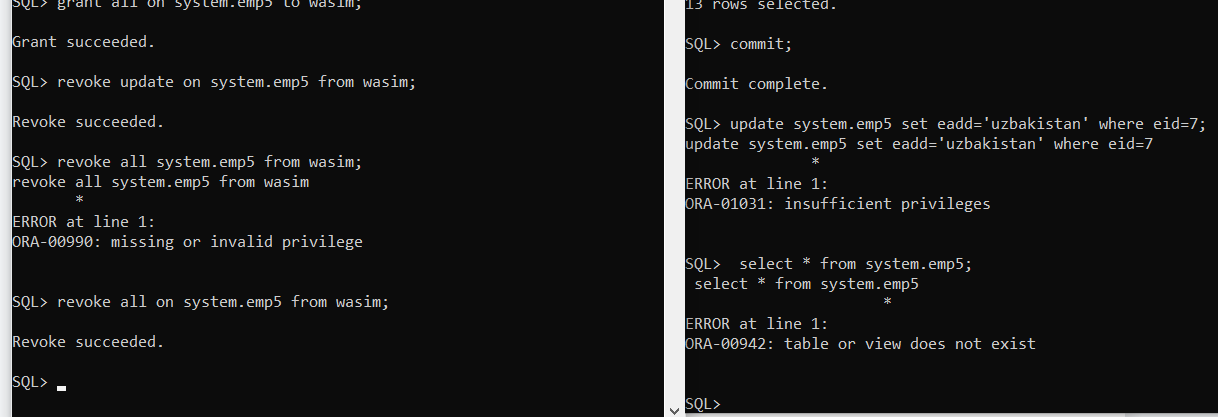 SQL> grant all on system.emp5 to wasim;
Grant succeeded.
SQL> revoke update on system.emp5 from wasim;
Revoke succeeded.
SQL> revoke all system.emp5 from wasim;
revoke all system.emp5 from wasim
*
ERROR at line 1:
ORA-00990: missing or invalid privilege
SQL> revoke all on system.emp5 from wasim;
Revoke succeeded.
SQL>
13 rows selected.
SQL> commit;
Commit complete.
SQL> update system.emp5 set eadd='uzbakistan' where eid=7;
update system.emp5 set eadd='uzbakistan' where eid=7
*
ERROR at line 1:
ORA-01031: insufficient privileges
SQL>  select * from system.emp5;
select * from system.emp5
*
ERROR at line 1:
ORA-00942: table or view does not exist
SQL>